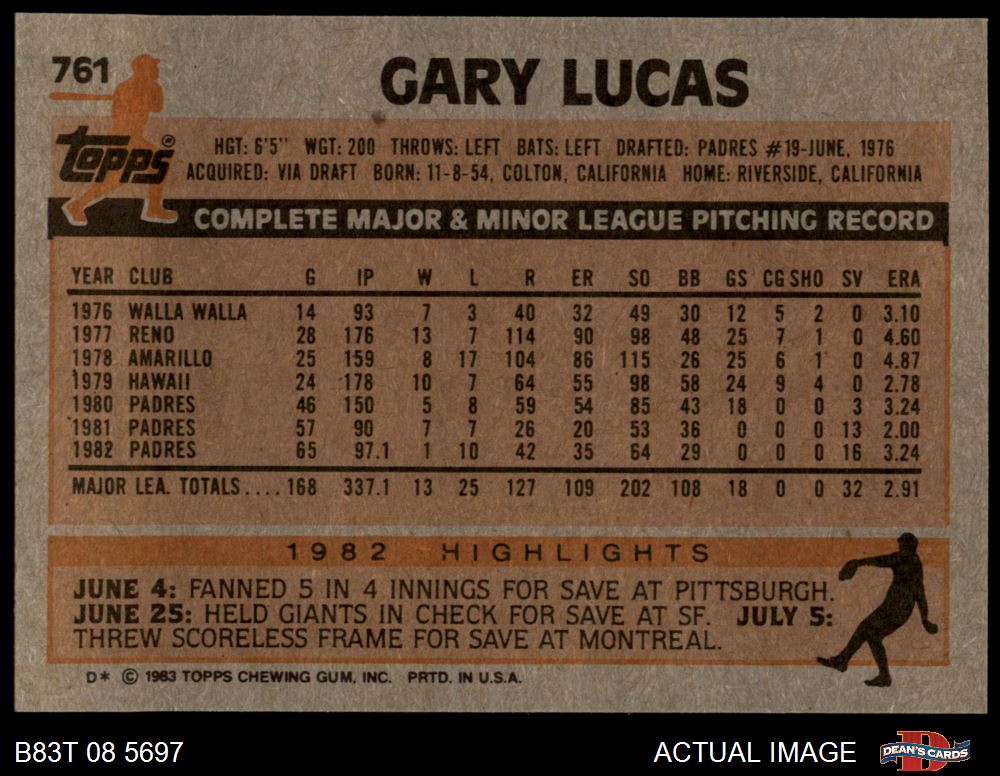 761
GARY LUCAS
topps®
HGT: 6'5" WGT: 200 THROWS: LEFT BATS: LEFT DRAFTED: PADRES #19-JUNE, 1976
ACQUIRED: VIA DRAFT BORN: 11-8-54, COLTON, CALIFORNIA HOME: RIVERSIDE, CALIFORNIA
COMPLETE MAJOR & MINOR LEAGUE PITCHING RECORD
YEAR CLUB G IP W L R ER SO BB GS CG SHO SV ERA
1976 WALLA WALLA 14 93 7 3 40 32 49 30 12 5 2 0 3.10
1977 RENO 28 176 13 7 114 90 98 48 25 7 1 0 4.60
1978 AMARILLO 25 159 8 17 104 86 115 26 25 6 1 0 4.87
1979 HAWAII 24 178 10 7 64 55 98 58 24 9 4 0 2.78
1980 PADRES 46 150 5 8 59 54 85 43 18 0 0 3 3.24
1981 PADRES 57 90 7 7 26 20 53 36 0 0 0 13 2.00
1982 PADRES 65 97.1 1 10 42 35 64 29 0 0 0 16 3.24
MAJOR LEA. TOTALS.... 168 337.1 13 25 127 109 202 108 18 0 0 32 2.91
1982 HIGHLIGHTS
JUNE 4: FANNED 5 IN 4 INNINGS FOR SAVE AT PITTSBURGH.
JUNE 25: HELD GIANTS IN CHECK FOR SAVE AT SF. JULY 5:
THREW SCORELESS FRAME FOR SAVE AT MONTREAL.
D* © 1983 TOPPS CHEWING GUM, INC. PRTD. IN U.S.A.
B83T 08 5697 ACTUAL IMAGE DEAN'S CARDS